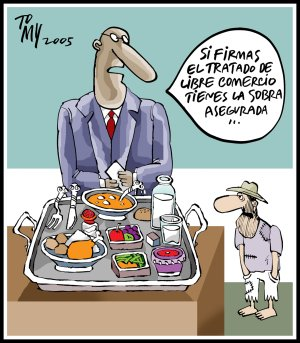 TOMY 2005
SI FIRMAS
EL TRATADO DE
LIBRE COMERCIO
TIENES LA SOBRA
ASEGURADA
...